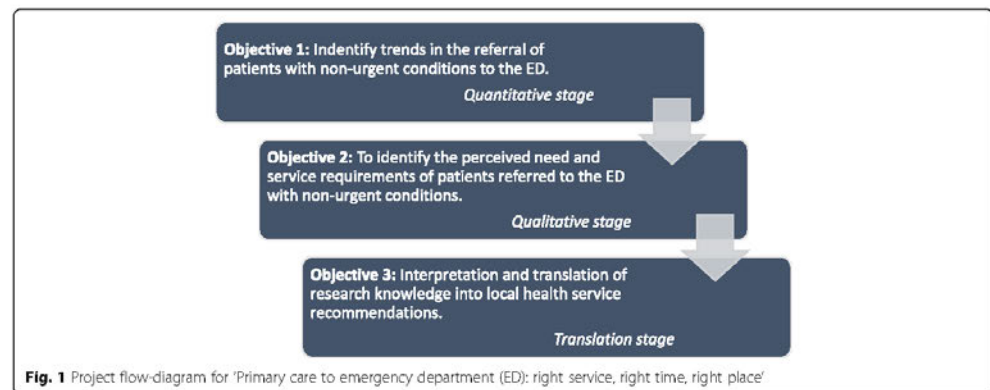 Objective 1: Indentify trends in the referral of
patients with non-urgent conditions to the ED.
Quantitative stage
Objective 2: To identify the perceived need and
service requirements of patients referred to the ED
with non-urgent conditions.
Qualitative stage
Objective 3: Interpretation and translation of
research knowledge into local health service
recommendations.
Translation stage
Fig. 1 Project flow-diagram for 'Primary care to emergency department (ED): right service, right time, right place'